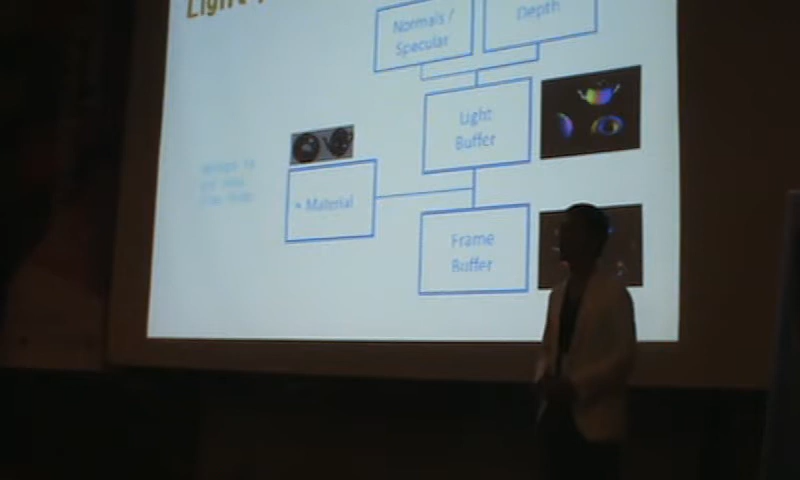 Light
Normals /
Specular
Depth
Light
Buffer
+ Material
Frame
Buffer